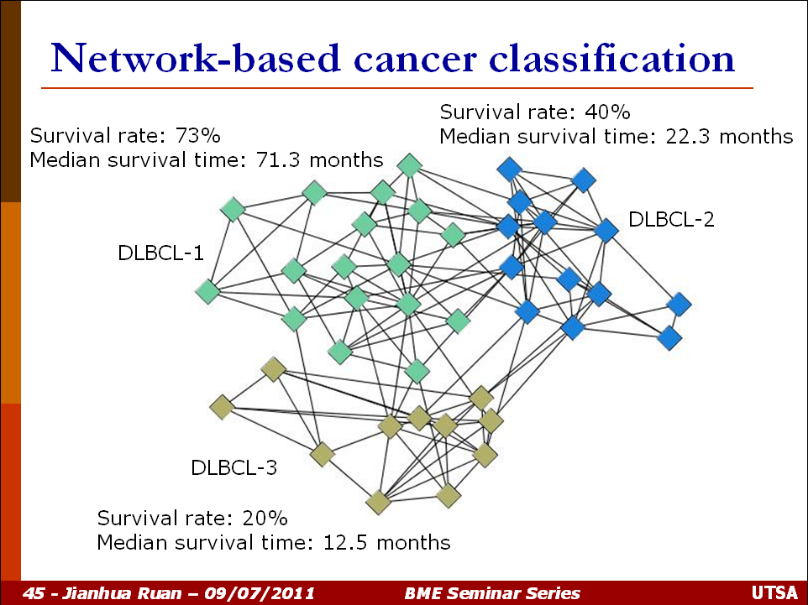 Network-based cancer classification
Survival rate: 73%
Median survival time: 71.3 months
Survival rate: 40%
Median survival time: 22.3 months
DLBCL-1
DLBCL-2
DLBCL-3
Survival rate: 20%
Median survival time: 12.5 months
45 - Jianhua Ruan – 09/07/2011 BME Seminar Series UTSA